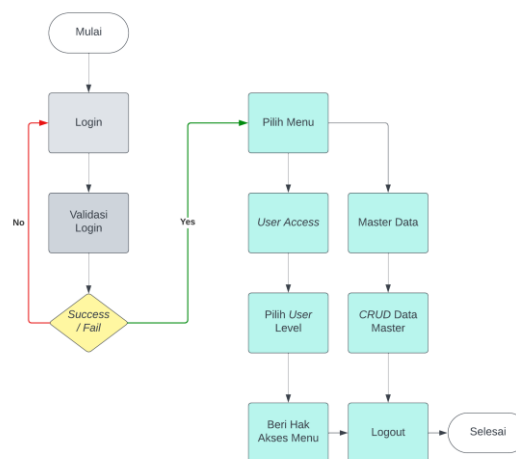 Mulai
Login
Pilih Menu
No
Validasi
Login
Yes
User Access
Master Data
Success
/ Fail
Pilih User
Level
CRUD Data
Master
Beri Hak
Akses Menu
Logout
Selesai